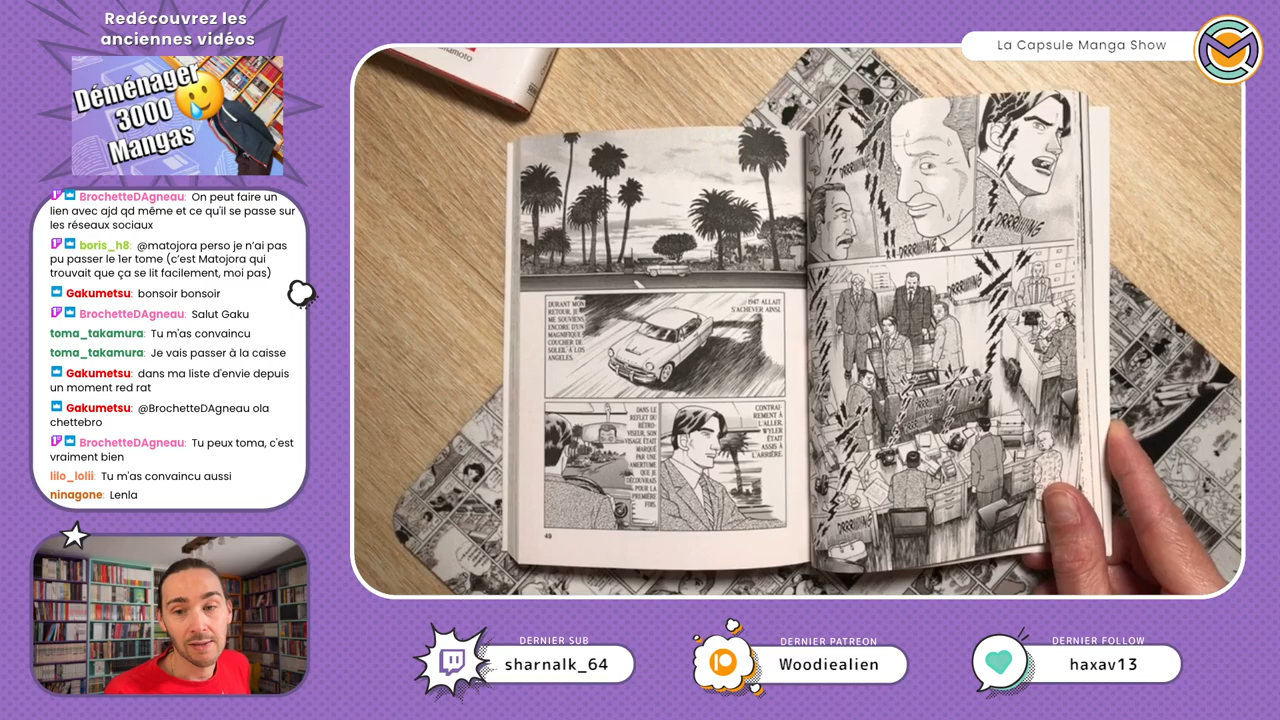 Redécouvrez les
anciennes vidéos
Déménager
3000
Mangas
BrochetteDAgneau: On peut faire un
lien avec ajd qd même et ce qu'il se passe sur
les réseaux sociaux
boris_h8: @matojora perso je n'ai pas
pu passer le 1er tome (c'est Matojora qui
trouvait que ça se lit facilement, moi pas)
Gakumetsu: bonsoir bonsoir
BrochetteDAgneau: Salut Gaku
toma_takamura: Tu m'as convaincu
toma_takamura: Je vais passer à la caisse
Gakumetsu: dans ma liste d'envie depuis
un moment red rat
Gakumetsu: @BrochetteDAgneau ola
chettebro
BrochetteDAgneau: Tu peux toma, c'est
vraiment bien
lilo_lolii: Tu m'as convaincu aussi
ninagone: Lenla
La Capsule Manga Show
amoto
DURANT MON
RETOUR, JE
ME SOUVIENS
ENCORE D'UN
MAGNIFIQUE
COUCHER DE
SOLEIL À LOS
ANGELES.
1947 ALLAIT
S'ACHEVER AINSI.
DANS LE
REFLET DU
RÉTRO-
VISEUR, SON
VISAGE ÉTAIT
MARQUÉ
PAR UNE
AMERTUME
QUE JE
DÉCOUVRAIS
POUR LA
PREMIÈRE
FOIS.
CONTRAI-
REMENT À
L'ALLER,
WYLER
ÉTAIT
ASSIS À
L'ARRIÈRE.
49
DERNIER SUB
sharnalk_64
DERNIER PATREON
Woodiealien
DERNIER FOLLOW
haxav13